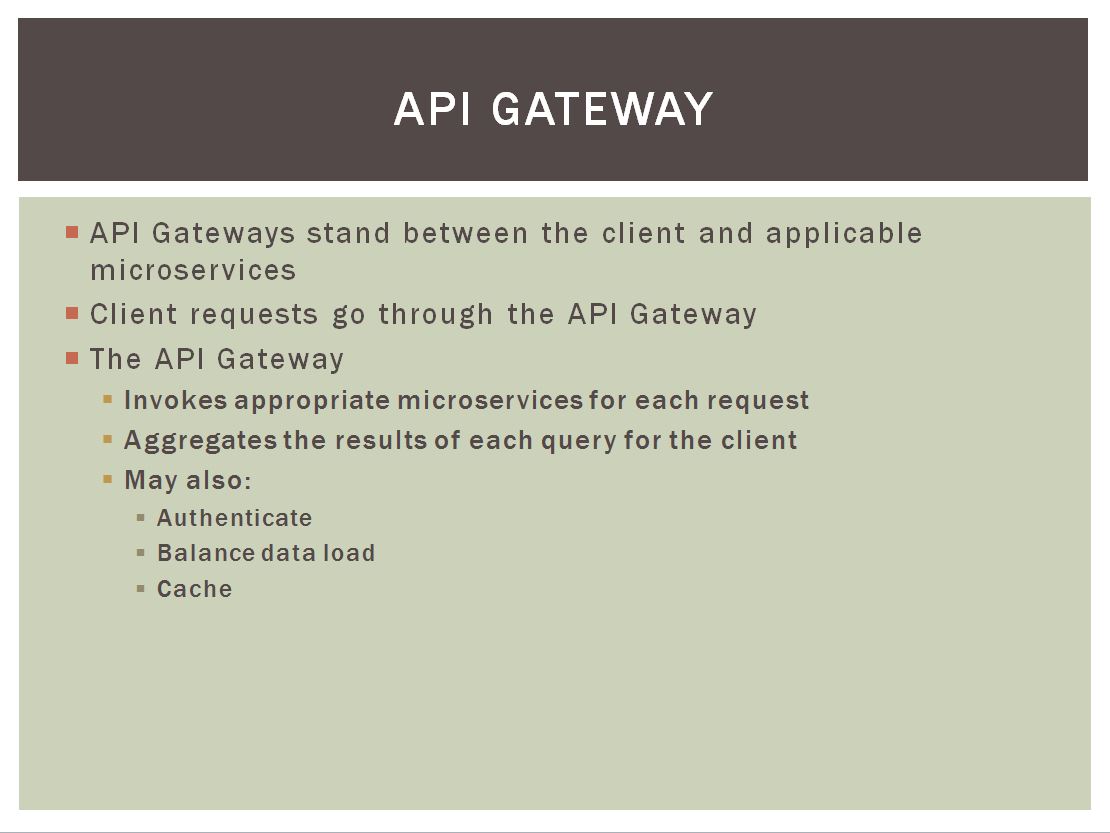 API GATEWAY
API Gateways stand between the client and applicable
microservices
Client requests go through the API Gateway
The API Gateway
Invokes appropriate microservices for each request
Aggregates the results of each query for the client
May also:
Authenticate
Balance data load
Cache